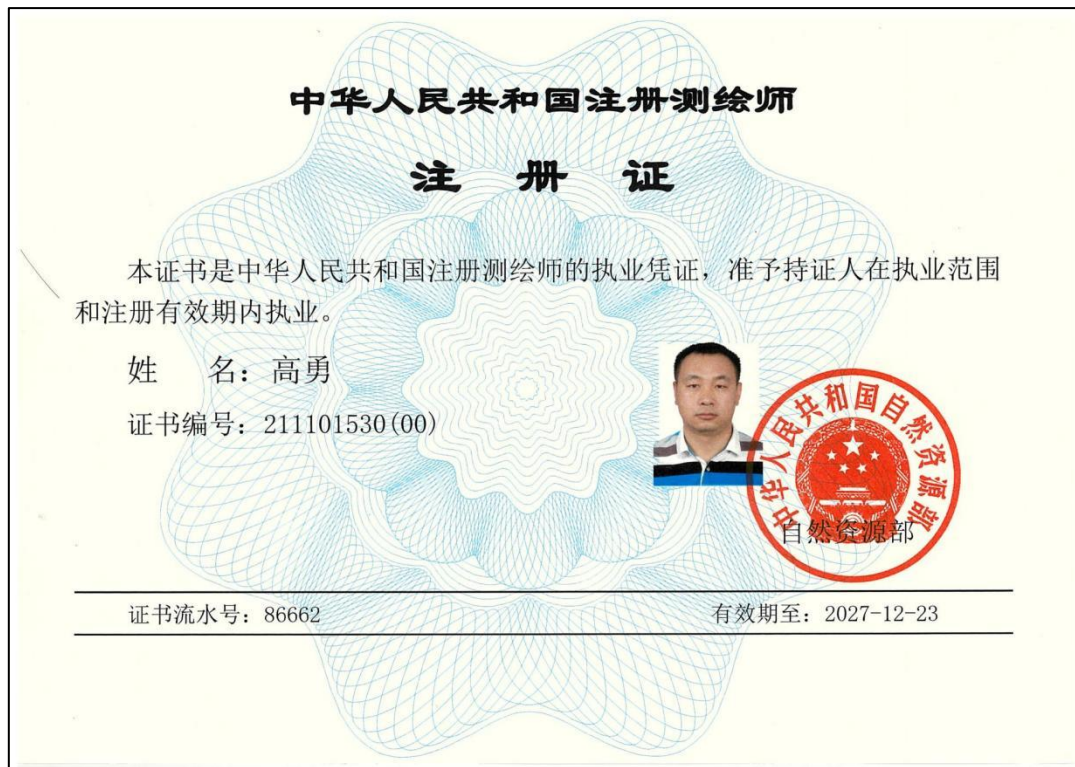 中华人民共和国注册测绘师
注 册 证
本证书是中华人民共和国注册测绘师的执业凭证，准予持证人在执业范围
和注册有效期内执业。
姓 名：高勇
证书编号：211101530(00)
中华人民共和国自然资源部
自然资源部
证书流水号：86662
有效期至：2027-12-23